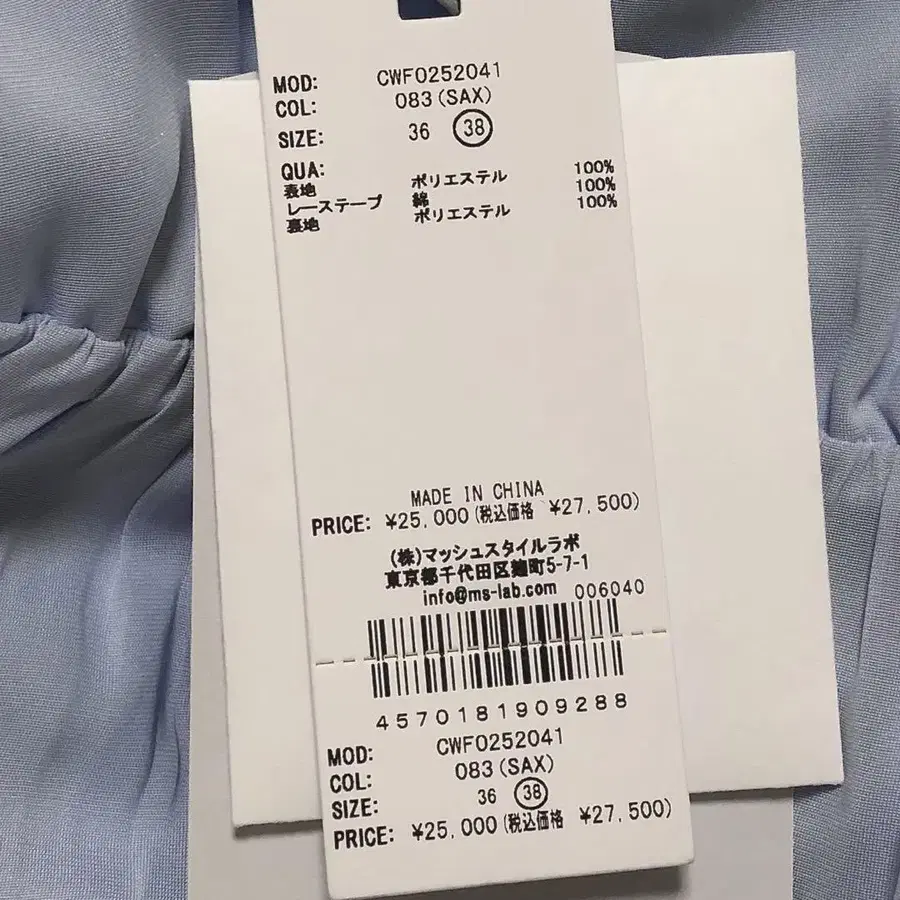 MOD: CWF0252041
COL: 083(SAX)
SIZE: 36 38
QUA:
表地 ポリエステル 100%
レーステープ 綿 100%
裏地 ポリエステル 100%
MADE IN CHINA
PRICE: ¥25,000(税込価格 ¥27,500)
(株)マッシュスタイルラボ
東京都千代田区麹町5-7-1
info@ms-lab.com 006040
4570181909288
MOD: CWF0252041
COL: 083(SAX)
SIZE: 36 38
PRICE: ¥25,000(税込価格 ¥27,500)